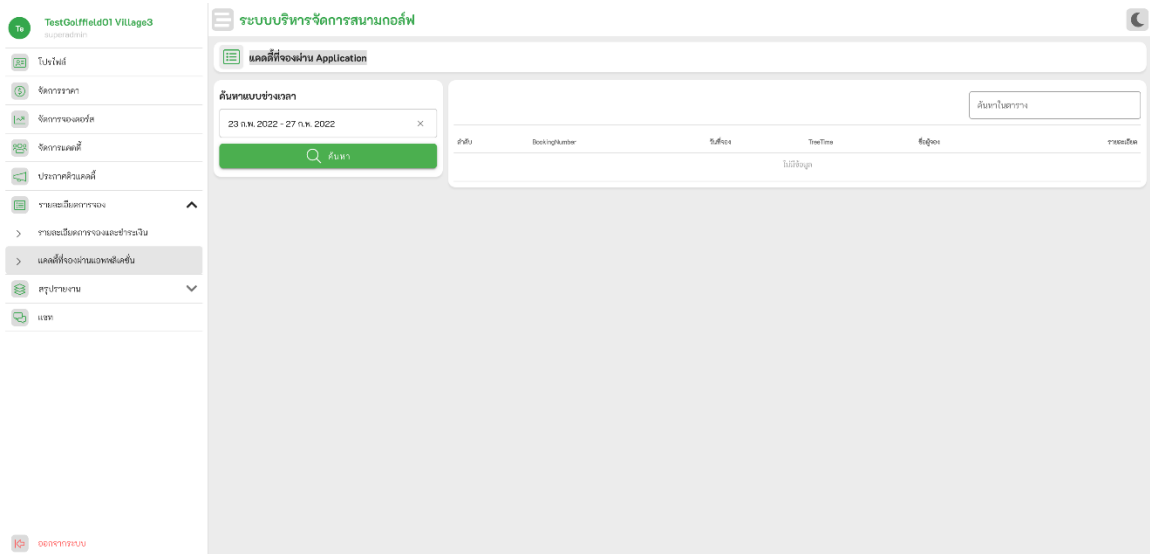 Te
TestGolffield01 Village3
superadmin
โปรไฟล์
จัดการราคา
จัดการจองคอร์ส
จัดการแคดดี้
ประกาศคิวแคดดี้
รายละเอียดการจอง
รายละเอียดการจองและชำระเงิน
แคดดี้ที่จองผ่านแอพพลิเคชั่น
สรุปรายงาน
แชท
ออกจากระบบ
ระบบบริหารจัดการสนามกอล์ฟ
แคดดี้ที่จองผ่าน Application
ค้นหาแบบช่วงเวลา
23 ก.พ. 2022 - 27 ก.พ. 2022
ค้นหา
ค้นหาในตาราง
ลำดับ BookingNumber วันที่จอง TreeTime ชื่อผู้จอง รายละเอียด
ไม่มีข้อมูล